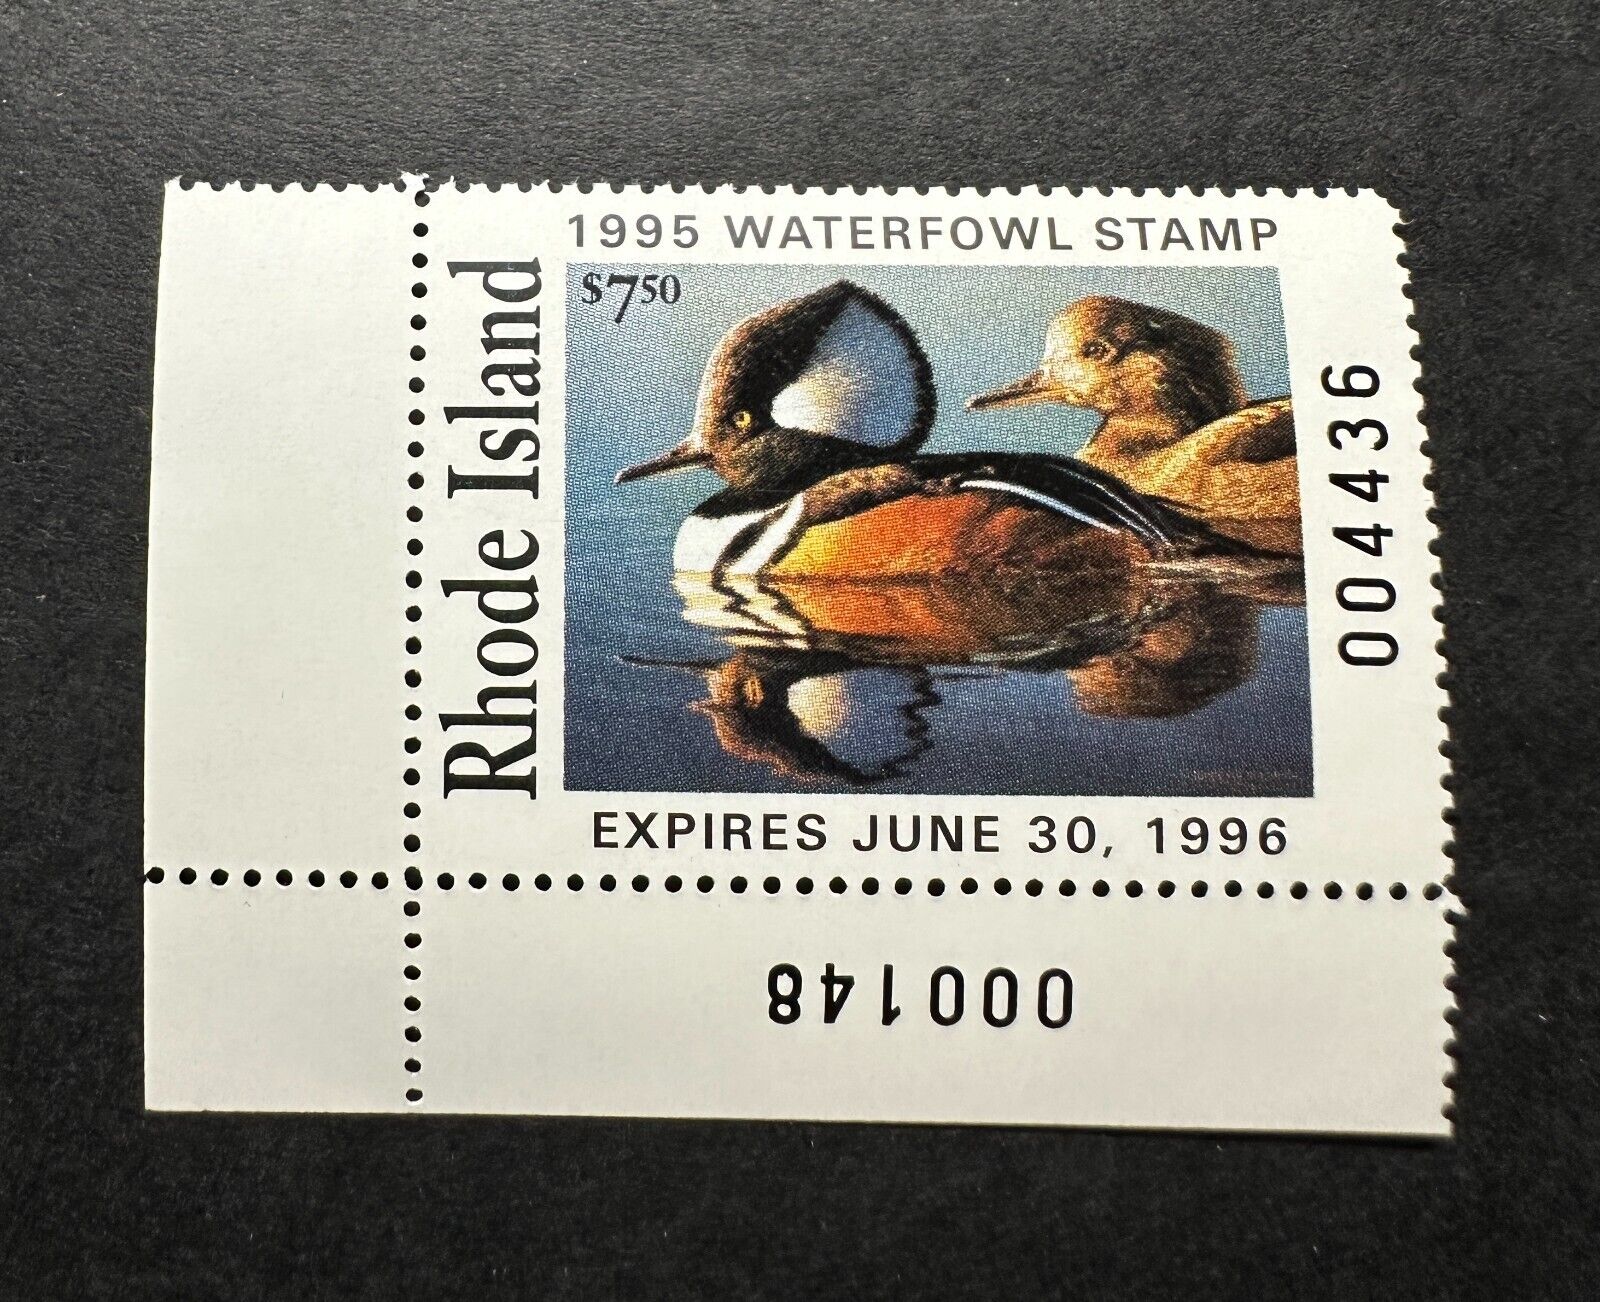 1995 WATERFOWL STAMP
$7.50
Rhode Island
004436
EXPIRES JUNE 30, 1996
000148